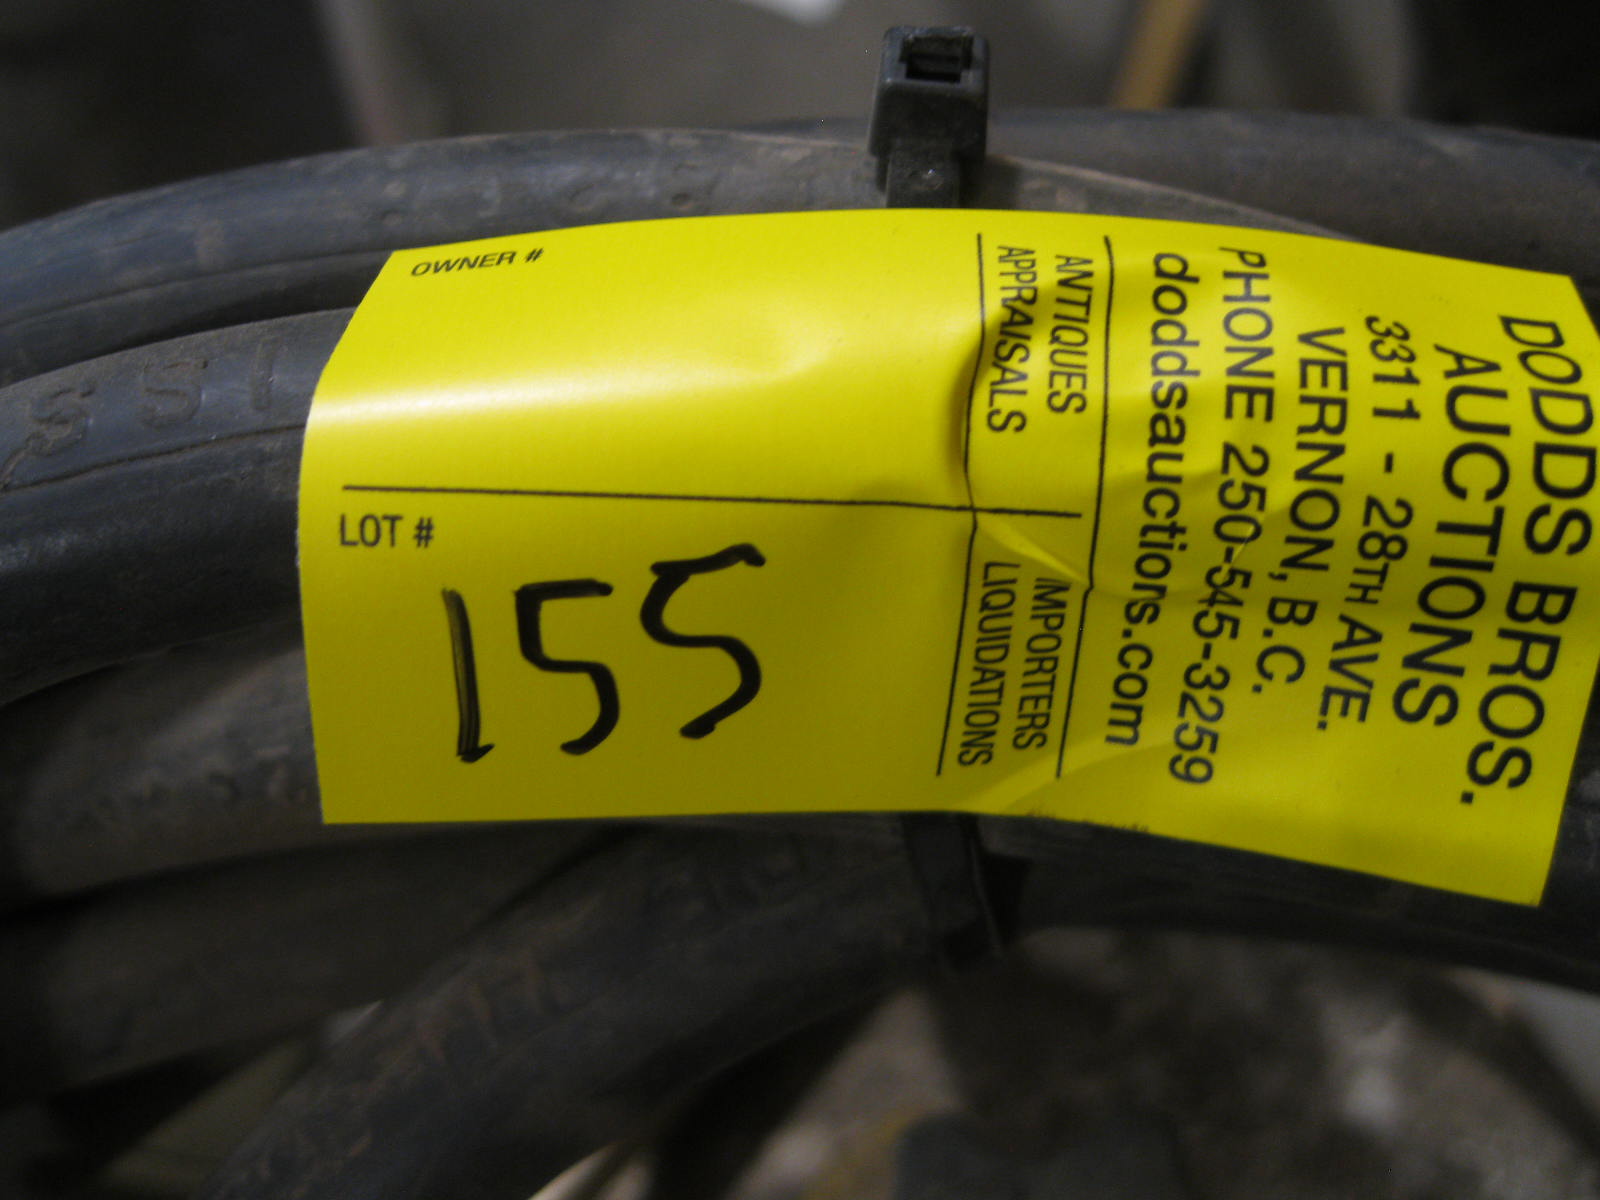 DODDS BROS.
AUCTIONS
3311 - 28TH AVE.
VERNON, B.C.
PHONE 250-545-3259
doddsauctions.com
ANTIQUES
APPRAISALS
IMPORTERS
LIQUIDATIONS
OWNER #
LOT #
155